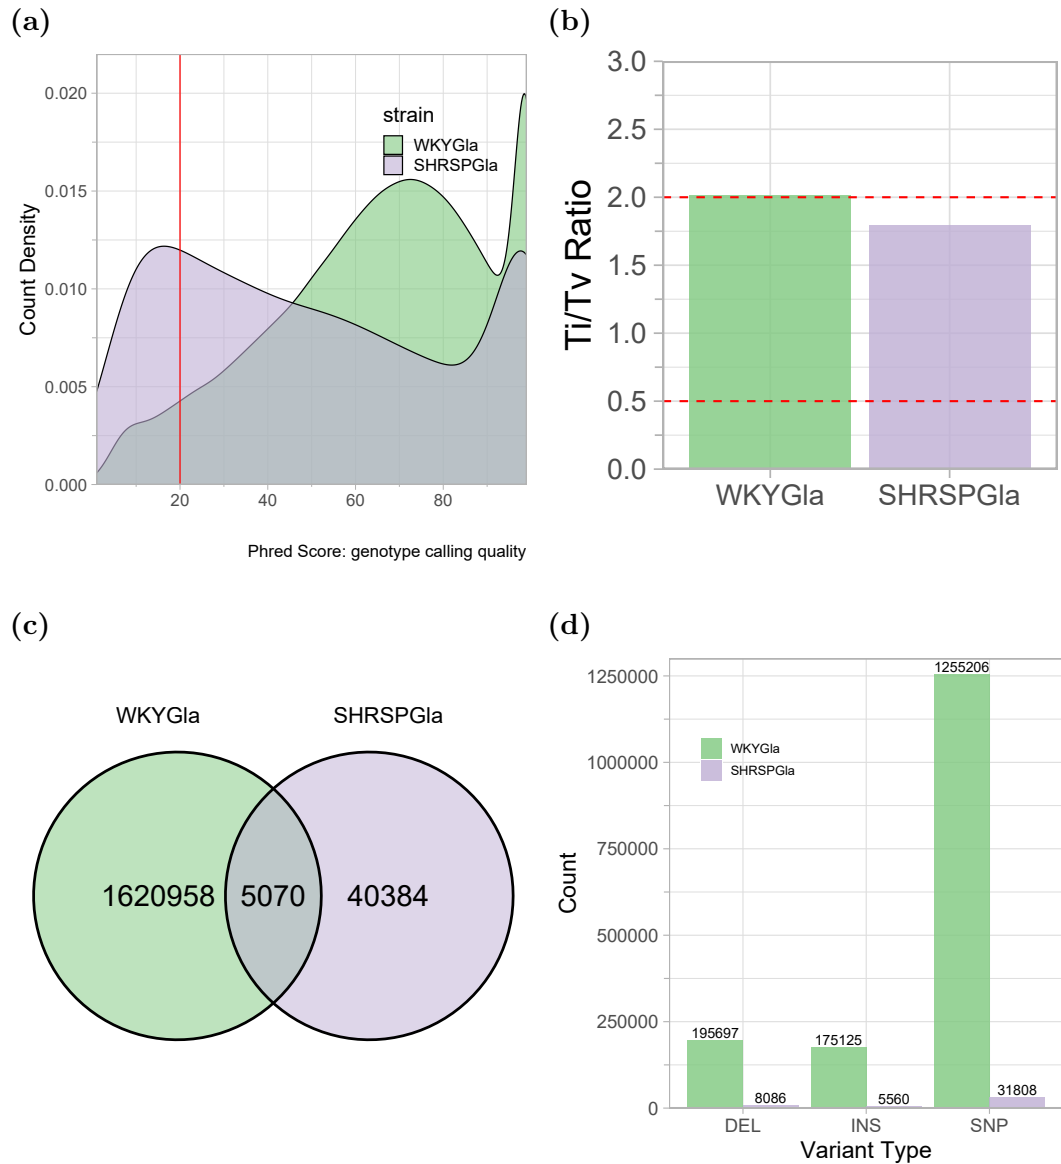 (a)
0.020
0.015
0.010
0.005
0.000
20 40 60 80
Count Density
Phred Score: genotype calling quality
strain
WKYGla
SHRSPGla
(b)
3.0
2.5
2.0
1.5
1.0
0.5
0.0
Ti/Tv Ratio
WKYGla SHRSPGla
(c)
WKYGla SHRSPGla
1620958 5070 40384
(d)
1250000
1000000
750000
500000
250000
0
Count
WKYGla
SHRSPGla
195697
8086
175125
5560
1255206
31808
DEL INS SNP
Variant Type